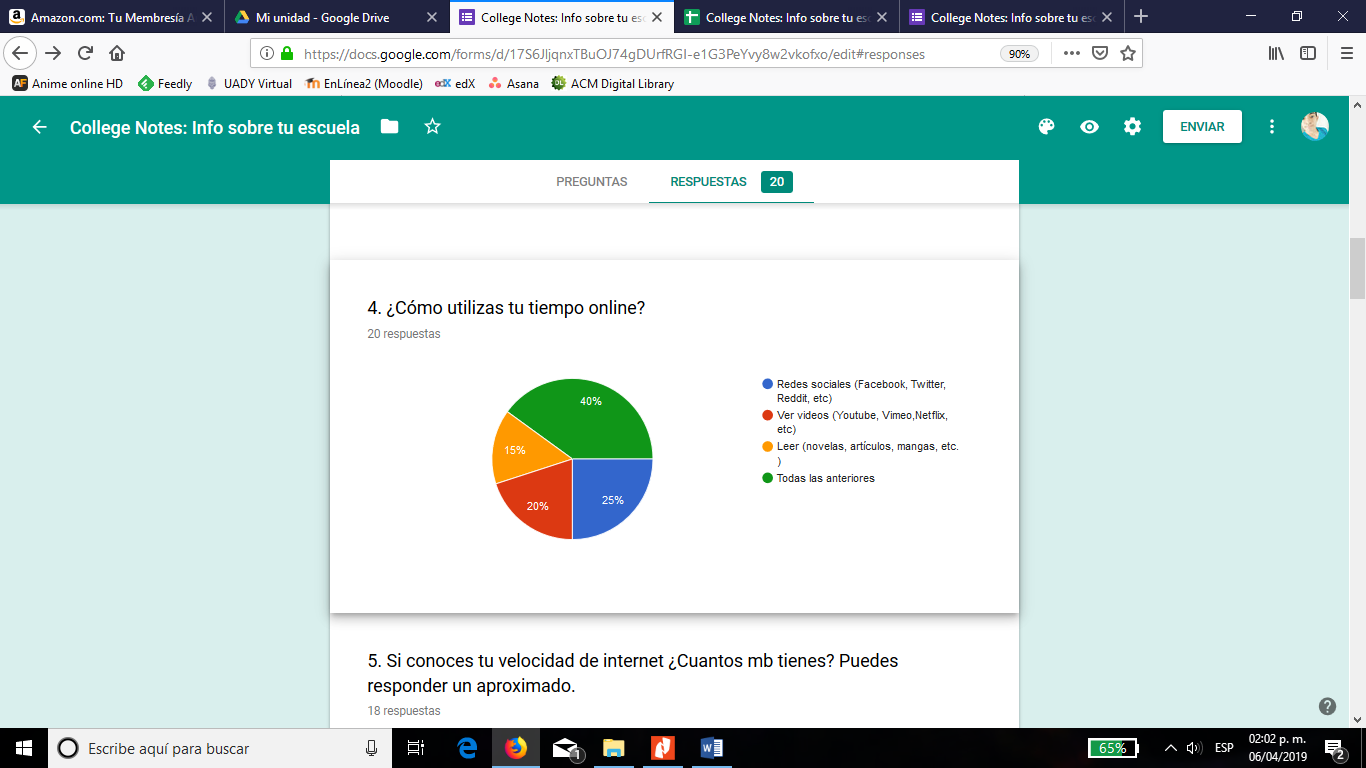 Amazon.com: Tu Membresía A
Mi unidad - Google Drive
College Notes: Info sobre tu esc
College Notes: Info sobre tu esc
College Notes: Info sobre tu esc
https://docs.google.com/forms/d/17S6JljqnxTBuOJ74gDUrfRGI-e1G3PeYvy8w2vkofxo/edit#responses
90%
Anime online HD
Feedly
UADY Virtual
EnLínea2 (Moodle)
edX
Asana
ACM Digital Library
College Notes: Info sobre tu escuela
ENVIAR
PREGUNTAS
RESPUESTAS 20
4. ¿Cómo utilizas tu tiempo online?
20 respuestas
40%
15%
20%
25%
Redes sociales (Facebook, Twitter,
Reddit, etc)
Ver videos (Youtube, Vimeo,Netflix,
etc)
Leer (novelas, artículos, mangas, etc.
)
Todas las anteriores
5. Si conoces tu velocidad de internet ¿Cuantos mb tienes? Puedes
responder un aproximado.
18 respuestas
Escribe aquí para buscar
1
65%
ESP
02:02 p. m.
06/04/2019
2